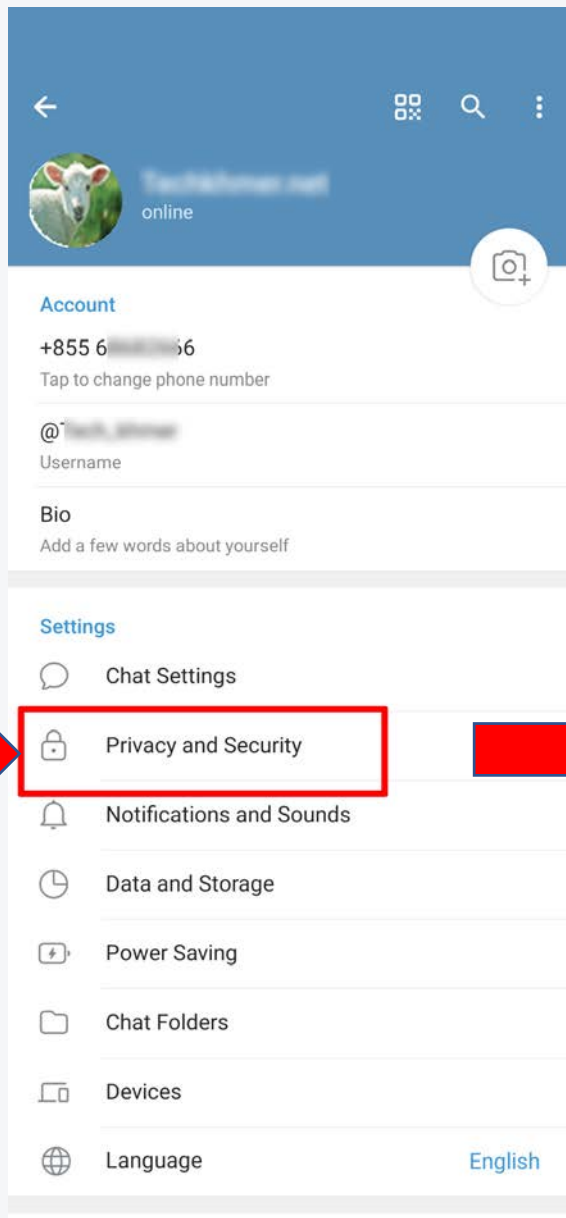 online
Account
+855 6 6
Tap to change phone number
@
Username
Bio
Add a few words about yourself
Settings
Chat Settings
Privacy and Security
Notifications and Sounds
Data and Storage
Power Saving
Chat Folders
Devices
Language English